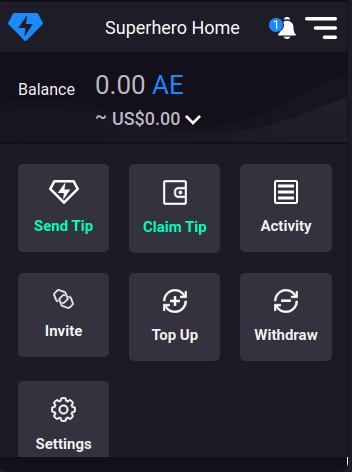 Superhero Home
1
Balance
0.00 AE
~ US$0.00
Send Tip
Claim Tip
Activity
Invite
Top Up
Withdraw
Settings